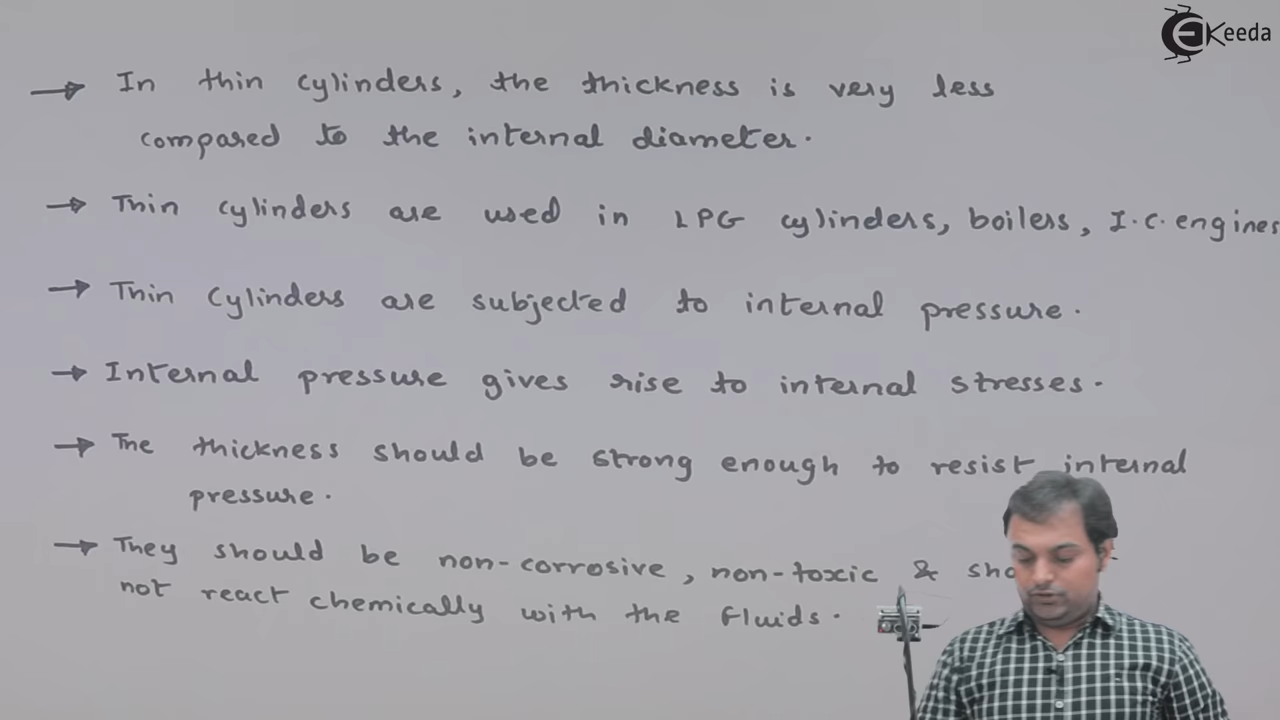 Keeda
→ In thin cylinders, the thickness is very less
compared to the internal diameter.
→ Thin cylinders are used in LPG cylinders, boilers, I.C. engines
→ Thin cylinders are subjected to internal pressure.
→ Internal pressure gives rise to internal stresses.
→ The thickness should be strong enough to resist internal
pressure.
→ They should be non-corrosive, non-toxic & sho
not react chemically with the fluids.